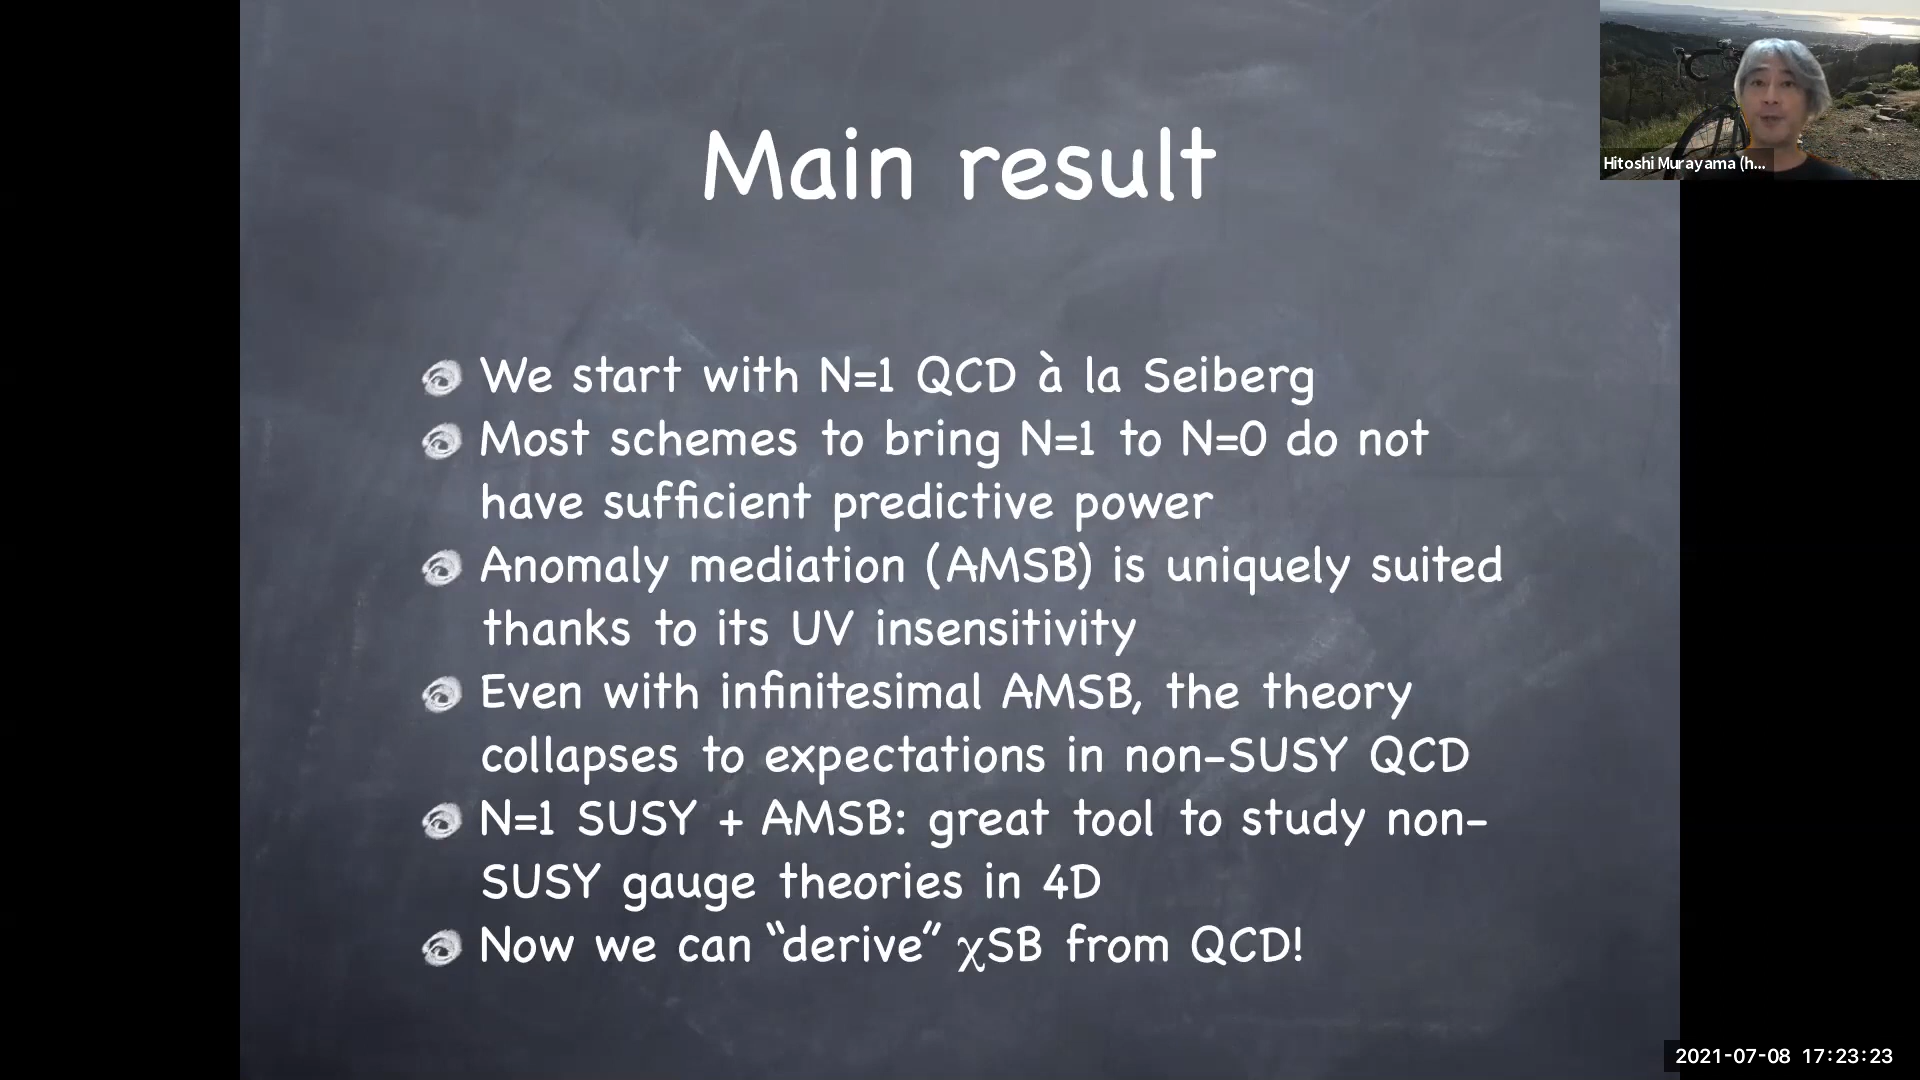 Main result
We start with N=1 QCD à la Seiberg
Most schemes to bring N=1 to N=0 do not
have sufficient predictive power
Anomaly mediation (AMSB) is uniquely suited
thanks to its UV insensitivity
Even with infinitesimal AMSB, the theory
collapses to expectations in non-SUSY QCD
N=1 SUSY + AMSB: great tool to study non-
SUSY gauge theories in 4D
Now we can “derive” χSB from QCD!
Hitoshi Murayama (h...
2021-07-08 17:23:23